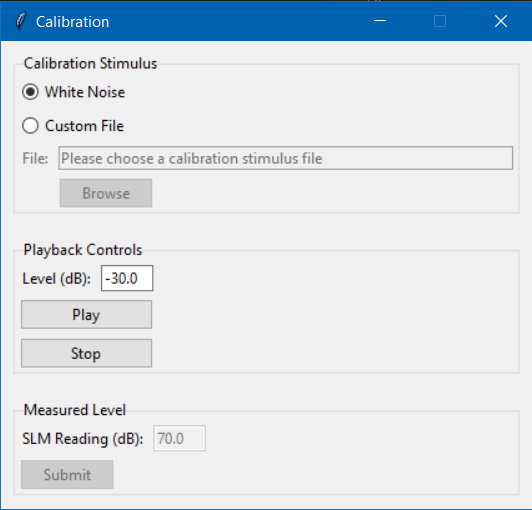 Calibration
Calibration Stimulus
White Noise
Custom File
File: Please choose a calibration stimulus file
Browse
Playback Controls
Level (dB): -30.0
Play
Stop
Measured Level
SLM Reading (dB): 70.0
Submit